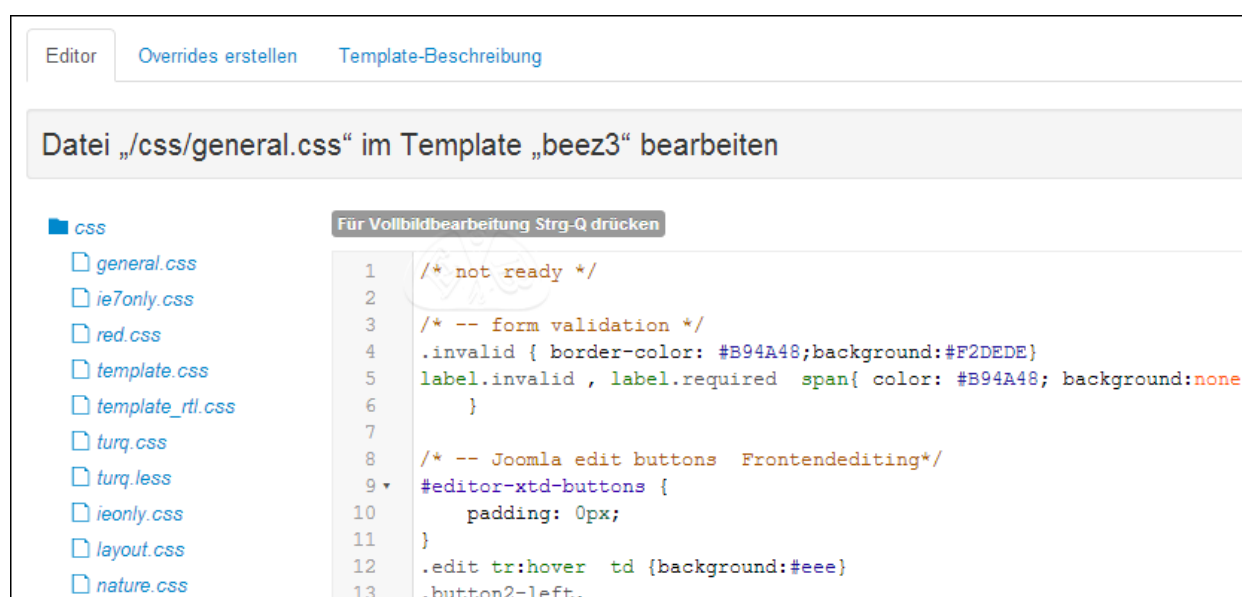 Editor Overrides erstellen Template-Beschreibung
Datei „/css/general.css“ im Template „beez3“ bearbeiten
css
general.css
ie7only.css
red.css
template.css
template_rtl.css
turq.css
turq.less
ieonly.css
layout.css
nature.css
Für Vollbildbearbeitung Strg-Q drücken
1 /* not ready */
2
3 /* -- form validation */
4 .invalid { border-color: #B94A48;background:#F2DEDE}
5 label.invalid , label.required  span{ color: #B94A48; background:none
6     }
7
8 /* -- Joomla edit buttons  Frontendediting*/
9 #editor-xtd-buttons {
10     padding: 0px;
11 }
12 .edit tr:hover  td {background:#eee}
13 .button2-left,